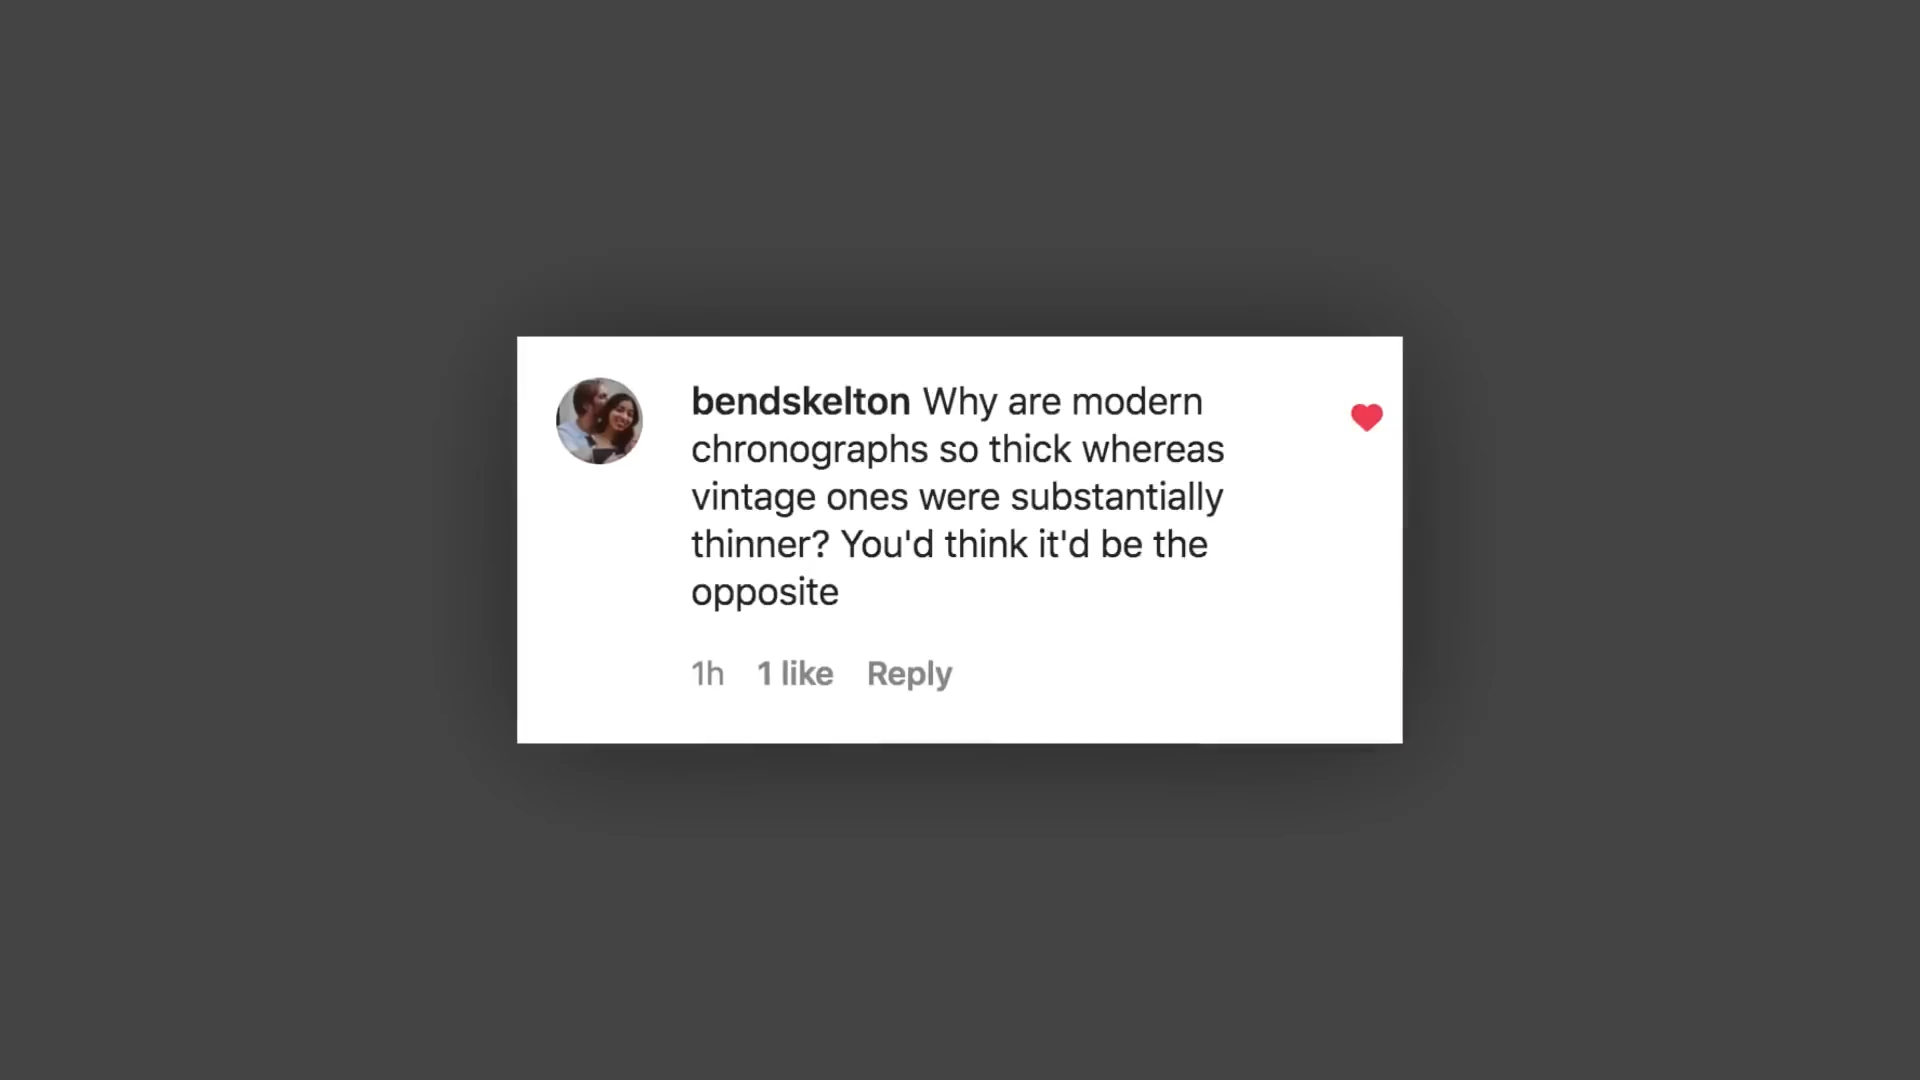 bendskelton Why are modern
chronographs so thick whereas
vintage ones were substantially
thinner? You'd think it'd be the
opposite
1h 1 like Reply